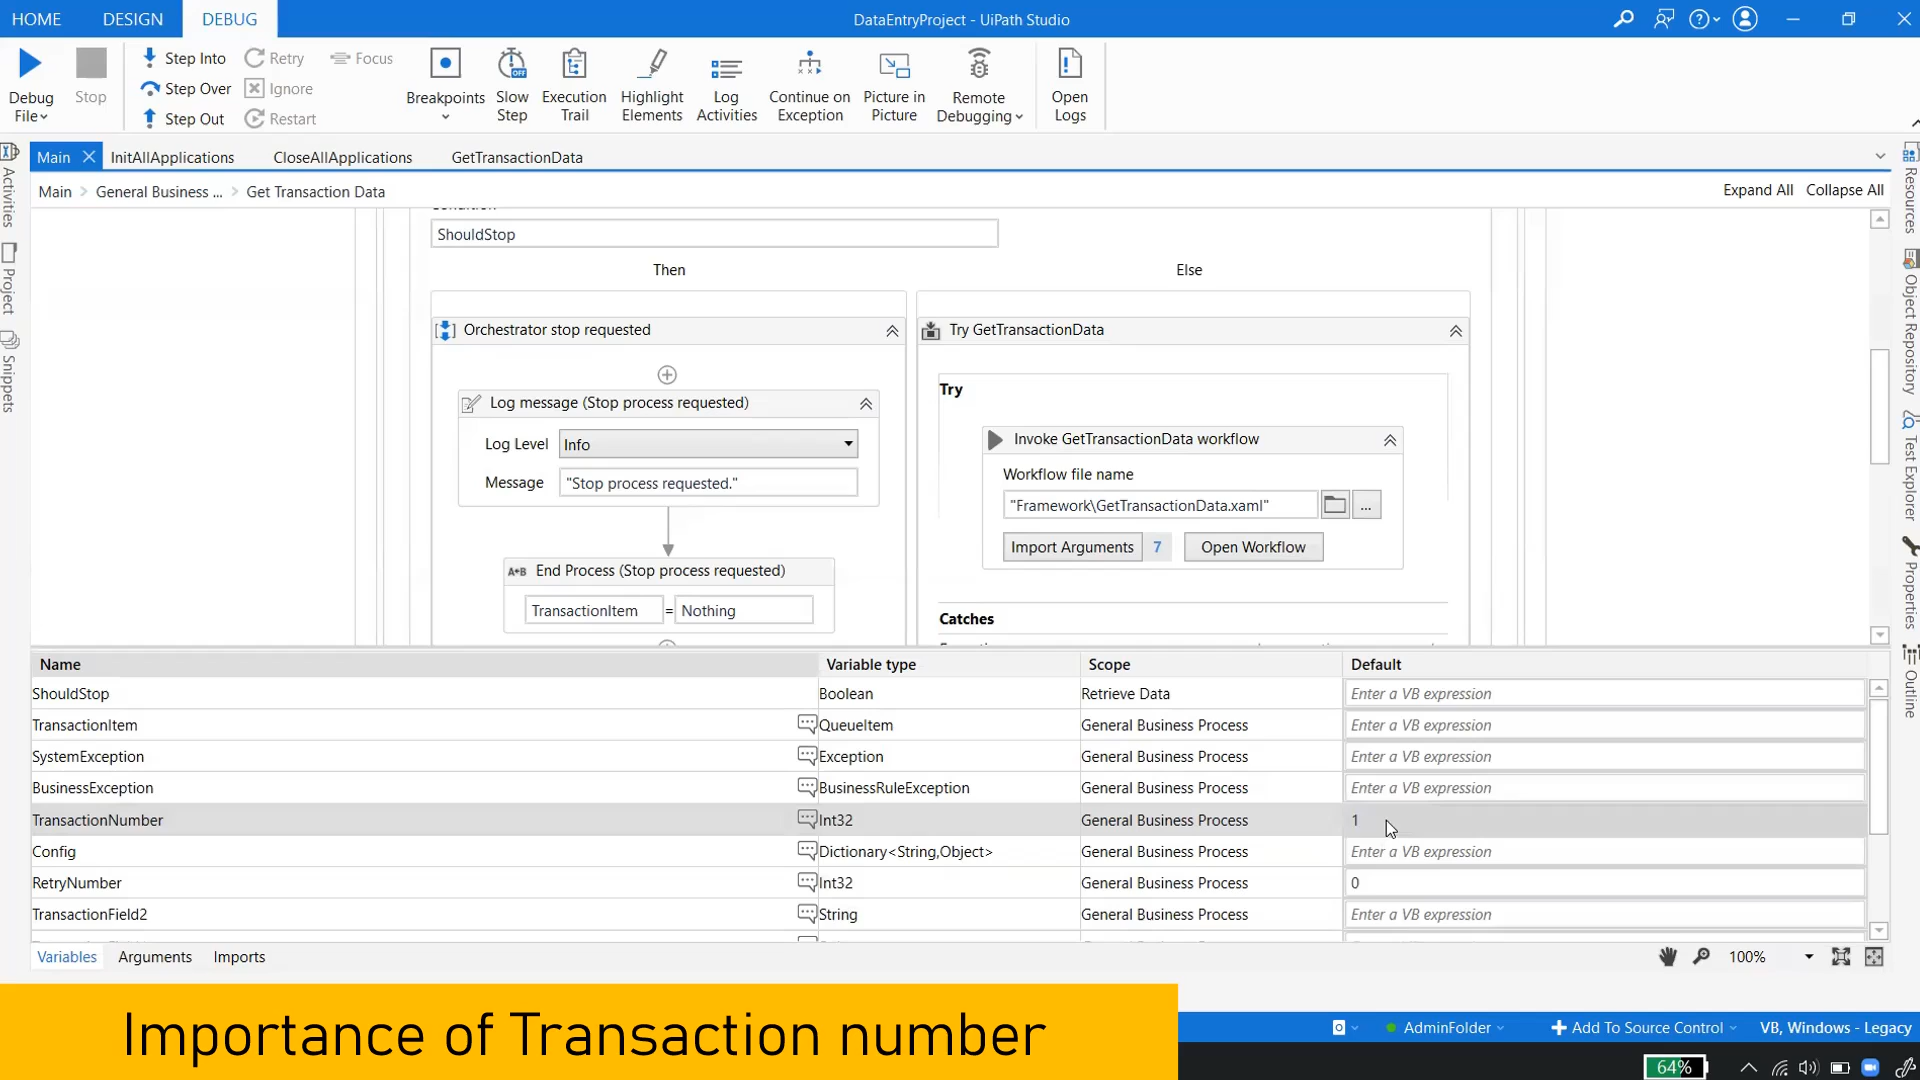 HOME DESIGN DEBUG DataEntryProject - UiPath Studio
Debug File Stop
Step Into Retry Focus
Step Over Ignore
Step Out Restart
Breakpoints Slow Step Execution Trail Highlight Elements Log Activities Continue on Exception Picture in Picture Remote Debugging Open Logs
Main InitAllApplications CloseAllApplications GetTransactionData
Main > General Business ... > Get Transaction Data Expand All Collapse All
Activities
Project
Snippets
Condition
ShouldStop
Then Else
Orchestrator stop requested
Log message (Stop process requested)
Log Level Info
Message "Stop process requested."
End Process (Stop process requested)
A+B
TransactionItem = Nothing
Try GetTransactionData
Try
Invoke GetTransactionData workflow
Workflow file name
"Framework\GetTransactionData.xaml" ...
Import Arguments 7 Open Workflow
Catches
Resources
Object Repository
Test Explorer
Properties
Outline
Name Variable type Scope Default
ShouldStop Boolean Retrieve Data Enter a VB expression
TransactionItem QueueItem General Business Process Enter a VB expression
SystemException Exception General Business Process Enter a VB expression
BusinessException BusinessRuleException General Business Process Enter a VB expression
TransactionNumber Int32 General Business Process 1
Config Dictionary<String,Object> General Business Process Enter a VB expression
RetryNumber Int32 General Business Process 0
TransactionField2 String General Business Process Enter a VB expression
Variables Arguments Imports 100%
Importance of Transaction number
AdminFolder Add To Source Control VB, Windows - Legacy
64%